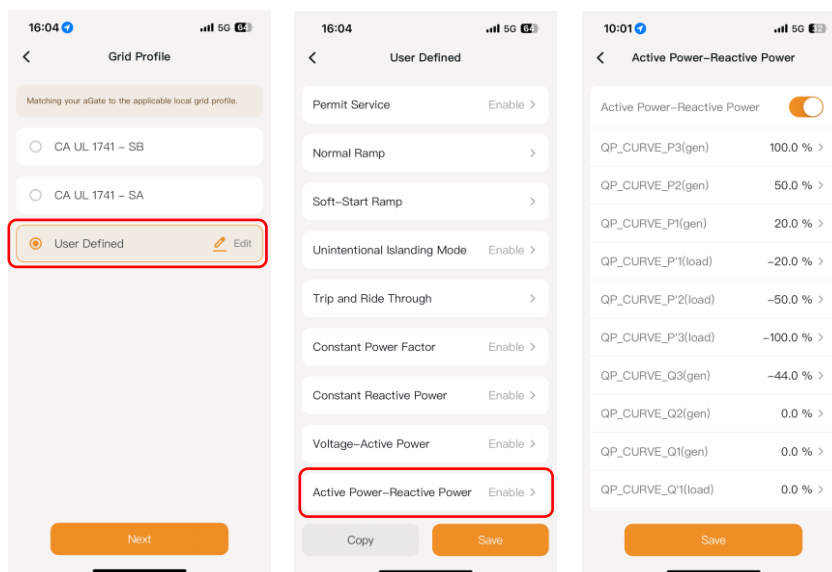 16:04
5G 64
Grid Profile
Matching your aGate to the applicable local grid profile.
CA UL 1741 – SB
CA UL 1741 – SA
User Defined
Edit
Next
16:04
5G 64
User Defined
Permit Service Enable >
Normal Ramp >
Soft–Start Ramp >
Unintentional Islanding Mode Enable >
Trip and Ride Through >
Constant Power Factor Enable >
Constant Reactive Power Enable >
Voltage–Active Power Enable >
Active Power–Reactive Power Enable >
Copy
Save
10:01
5G
Active Power–Reactive Power
Active Power–Reactive Power
QP_CURVE_P3(gen) 100.0 % >
QP_CURVE_P2(gen) 50.0 % >
QP_CURVE_P1(gen) 20.0 % >
QP_CURVE_P'1(load) –20.0 % >
QP_CURVE_P'2(load) –50.0 % >
QP_CURVE_P'3(load) –100.0 % >
QP_CURVE_Q3(gen) –44.0 % >
QP_CURVE_Q2(gen) 0.0 % >
QP_CURVE_Q1(gen) 0.0 % >
QP_CURVE_Q'1(load) 0.0 % >
Save